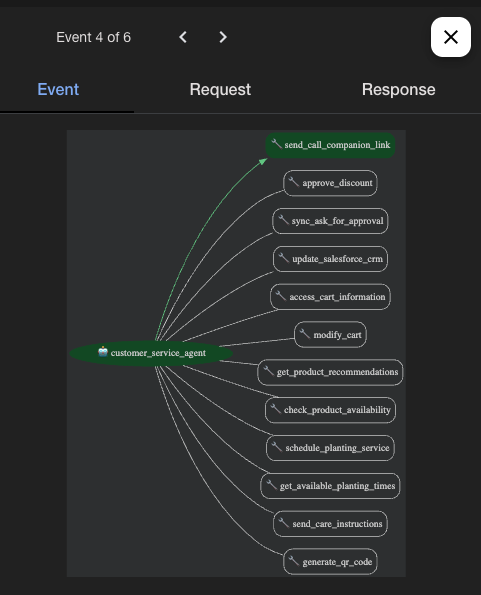 Event 4 of 6
Event
Request
Response
send_call_companion_link
approve_discount
sync_ask_for_approval
update_salesforce_crm
access_cart_information
modify_cart
customer_service_agent
get_product_recommendations
check_product_availability
schedule_planting_service
get_available_planting_times
send_care_instructions
generate_qr_code